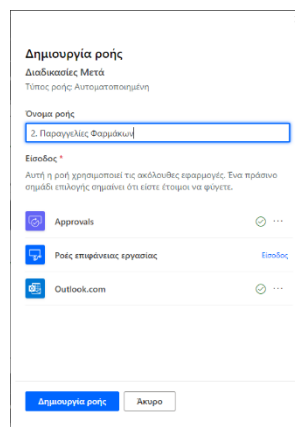 Δημιουργία ροής
Διαδικασίες Μετά
Τύπος ροής: Αυτοματοποιημένη
Όνομα ροής
2. Παραγγελίες Φαρμάκων
Είσοδος *
Αυτή η ροή χρησιμοποιεί τις ακόλουθες εφαρμογές. Ένα πράσινο
σημάδι επιλογής σημαίνει ότι είστε έτοιμοι να φύγετε.
Approvals
Ροές επιφάνειας εργασίας
Είσοδος
Outlook.com
Δημιουργία ροής
Άκυρο